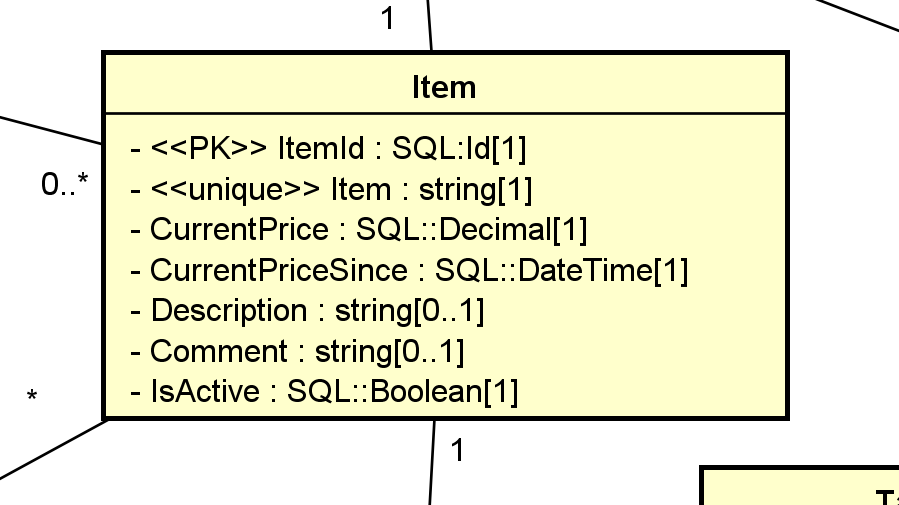 1
Item
- <<PK>> ItemId : SQL:Id[1]
0..*
- <<unique>> Item : string[1]
- CurrentPrice : SQL::Decimal[1]
- CurrentPriceSince : SQL::DateTime[1]
- Description : string[0..1]
- Comment : string[0..1]
*
- IsActive : SQL::Boolean[1]
1